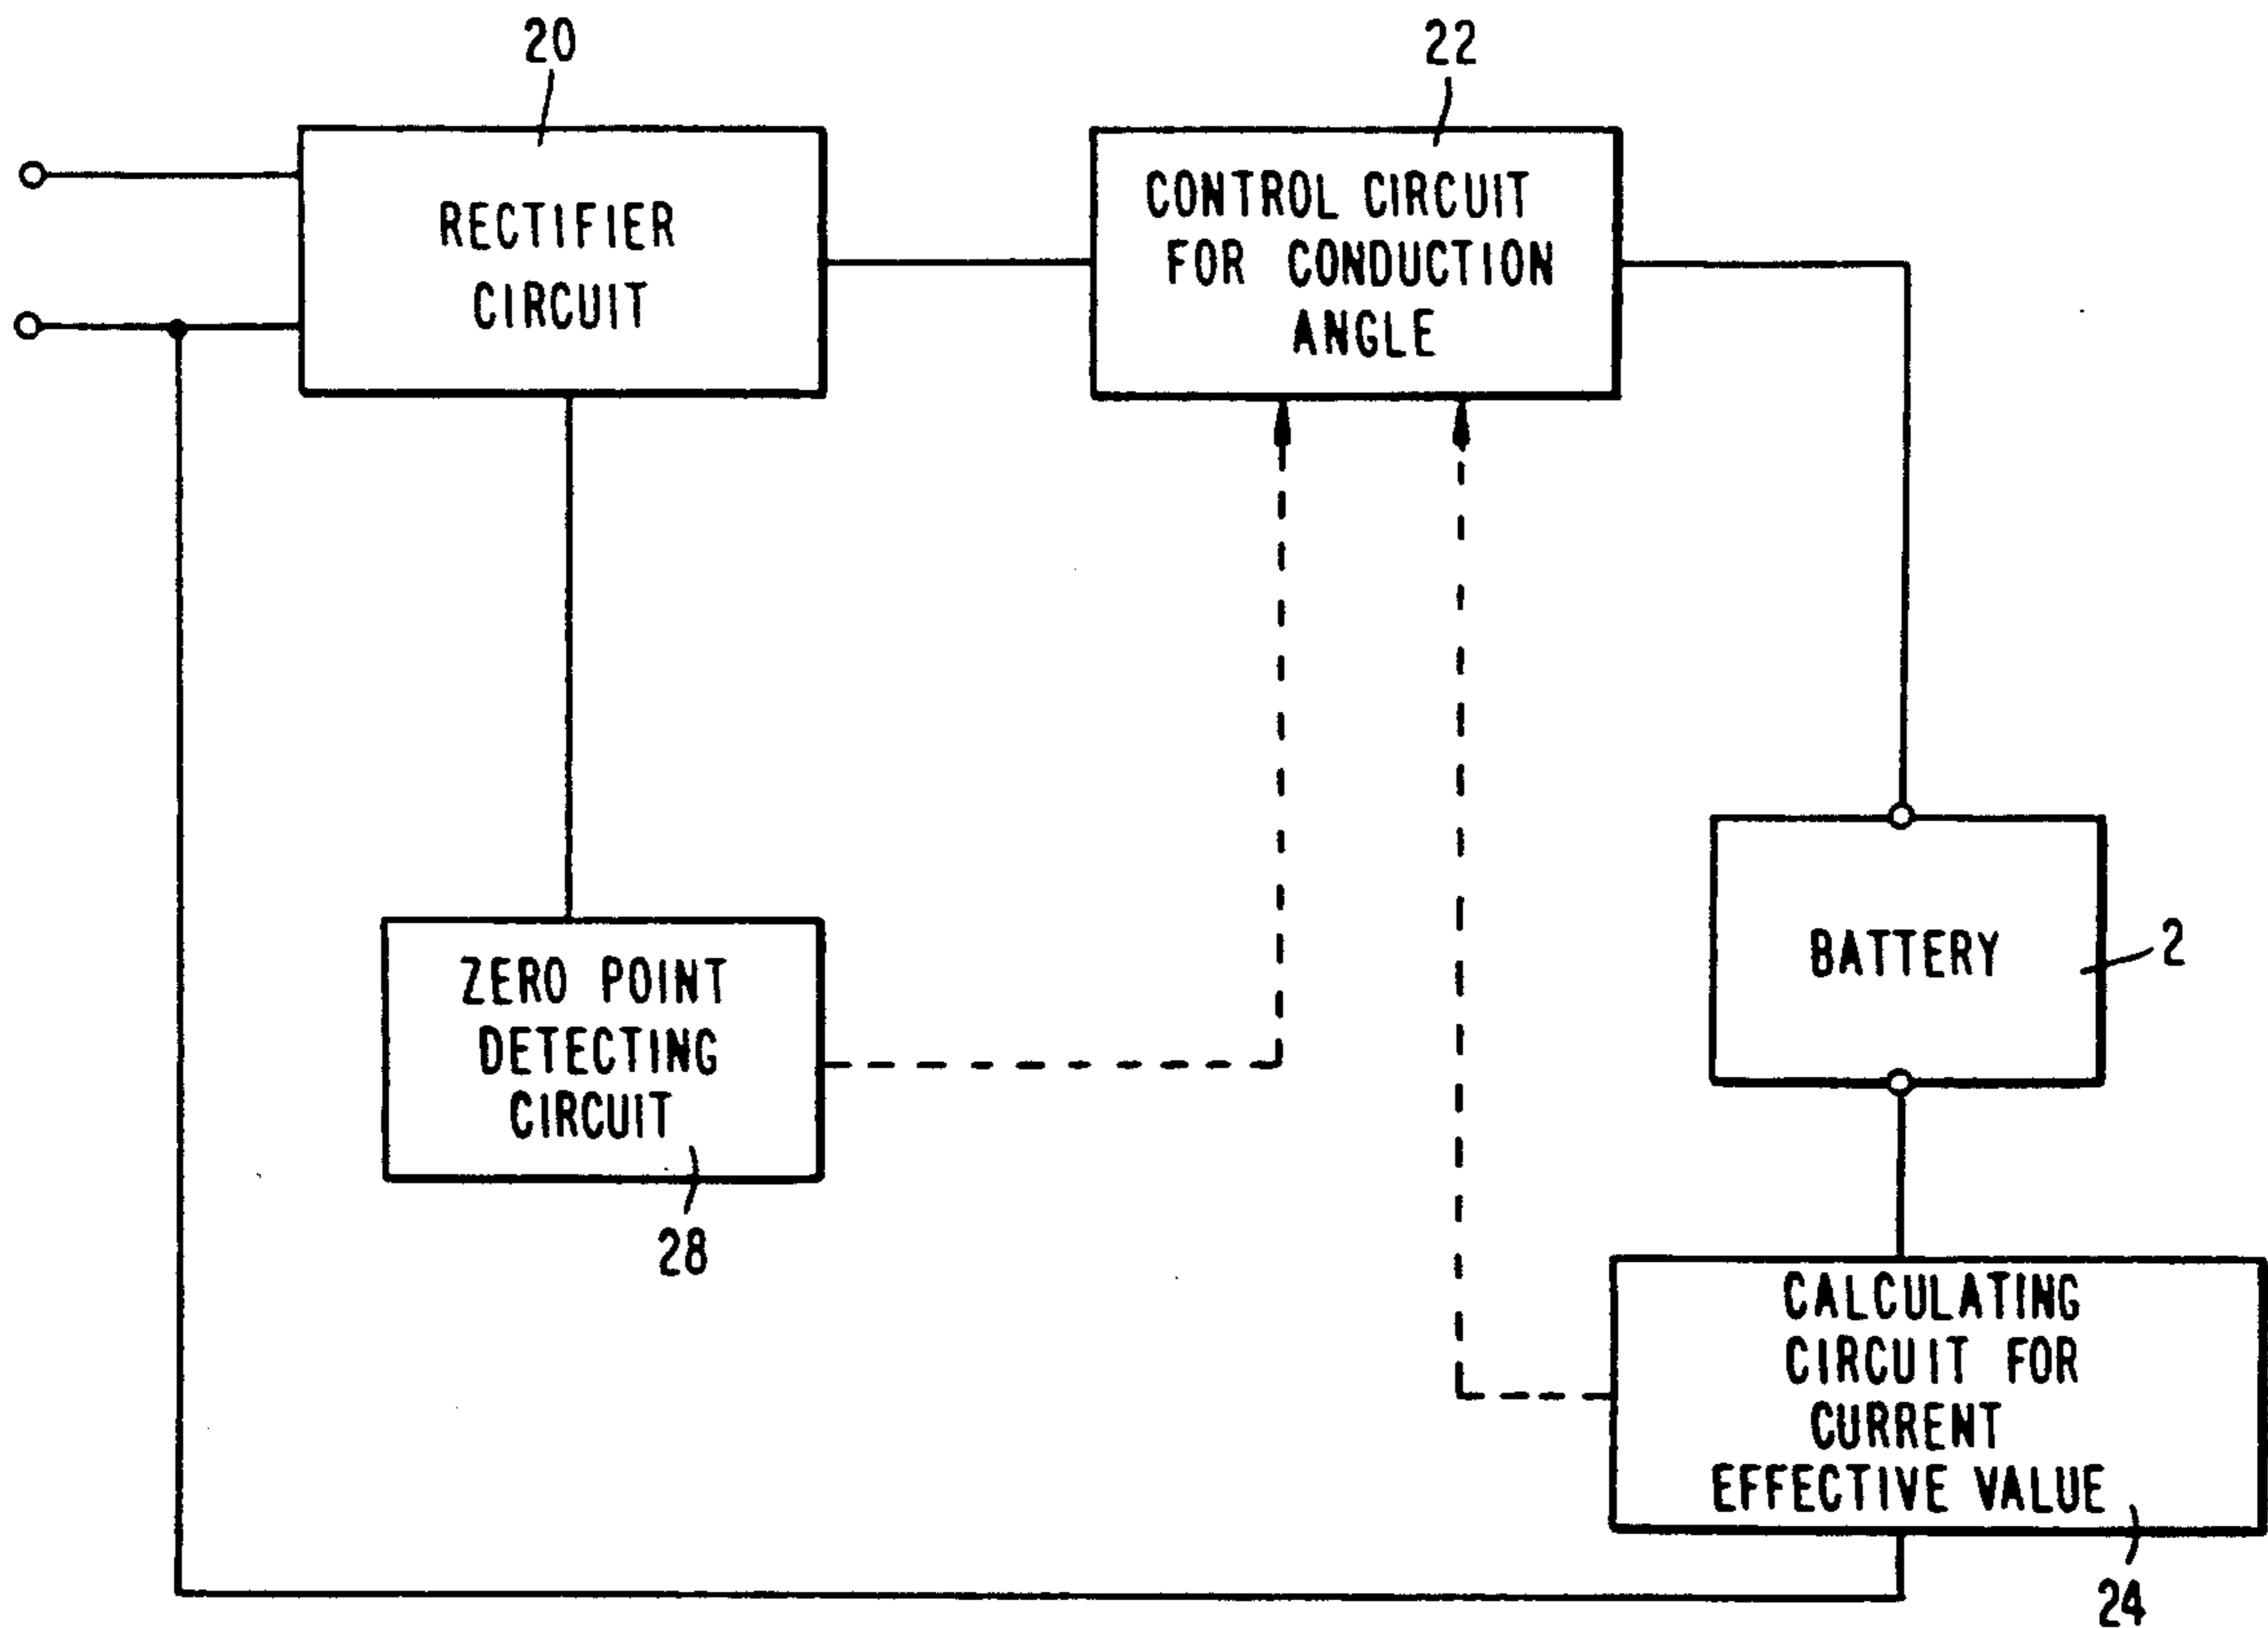 20
22
RECTIFIER
CIRCUIT
CONTROL CIRCUIT
FOR CONDUCTION
ANGLE
BATTERY
2
ZERO POINT
DETECTING
CIRCUIT
28
CALCULATING
CIRCUIT FOR
CURRENT
EFFECTIVE VALUE
24